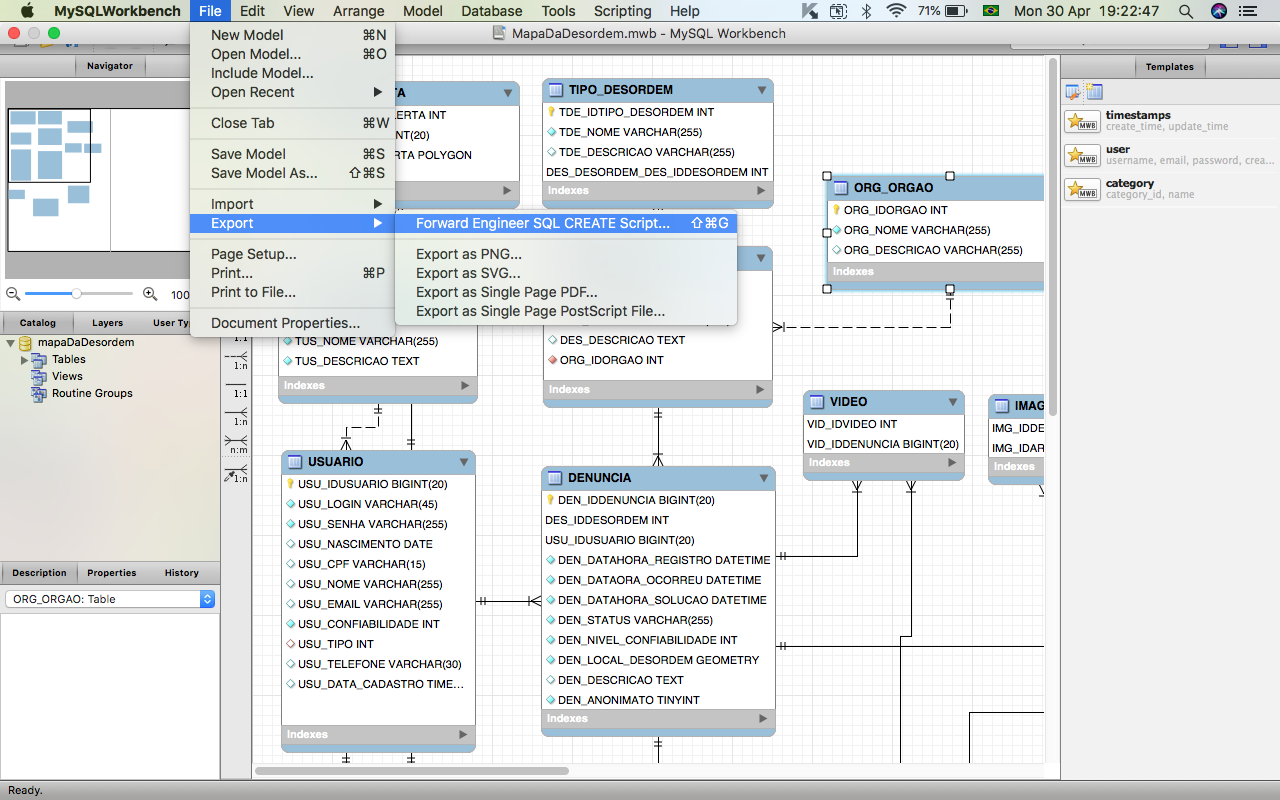 MySQLWorkbench File Edit View Arrange Model Database Tools Scripting Help 71% Mon 30 Apr 19:22:47
MapaDaDesordem.mwb - MySQL Workbench
Navigator
Templates
New Model ⌘N
Open Model... ⌘O
Include Model...
Open Recent
Close Tab ⌘W
Save Model ⌘S
Save Model As... ⇧⌘S
Import
Export
Page Setup...
Print... ⌘P
Print to File...
Document Properties...
Forward Engineer SQL CREATE Script... ⇧⌘G
Export as PNG...
Export as SVG...
Export as Single Page PDF...
Export as Single Page PostScript File...
TA
LERTA INT
INT(20)
RTA POLYGON
TIPO_DESORDEM
TDE_IDTIPO_DESORDEM INT
TDE_NOME VARCHAR(255)
TDE_DESCRICAO VARCHAR(255)
DES_DESORDEM_DES_IDDESORDEM INT
Indexes
ORG_ORGAO
ORG_IDORGAO INT
ORG_NOME VARCHAR(255)
ORG_DESCRICAO VARCHAR(255)
Indexes
timestamps
create_time, update_time
user
username, email, password, crea...
category
category_id, name
MWB
MWB
MWB
100
Catalog Layers User Ty
mapaDaDesordem
Tables
Views
Routine Groups
1:1
1:n
1:1
1:n
n:m
1:n
TUS_NOME VARCHAR(255)
TUS_DESCRICAO TEXT
Indexes
DES_DESCRICAO TEXT
ORG_IDORGAO INT
Indexes
VIDEO
VID_IDVIDEO INT
VID_IDDENUNCIA BIGINT(20)
Indexes
IMAG
IMG_IDDE
IMG_IDAR
Indexes
USUARIO
USU_IDUSUARIO BIGINT(20)
USU_LOGIN VARCHAR(45)
USU_SENHA VARCHAR(255)
USU_NASCIMENTO DATE
USU_CPF VARCHAR(15)
USU_NOME VARCHAR(255)
USU_EMAIL VARCHAR(255)
USU_CONFIABILIDADE INT
USU_TIPO INT
USU_TELEFONE VARCHAR(30)
USU_DATA_CADASTRO TIME...
Indexes
DENUNCIA
DEN_IDDENUNCIA BIGINT(20)
DES_IDDESORDEM INT
USU_IDUSUARIO BIGINT(20)
DEN_DATAHORA_REGISTRO DATETIME
DEN_DATAORA_OCORREU DATETIME
DEN_DATAHORA_SOLUCAO DATETIME
DEN_STATUS VARCHAR(255)
DEN_NIVEL_CONFIABILIDADE INT
DEN_LOCAL_DESORDEM GEOMETRY
DEN_DESCRICAO TEXT
DEN_ANONIMATO TINYINT
Indexes
Description Properties History
ORG_ORGAO: Table
Ready.